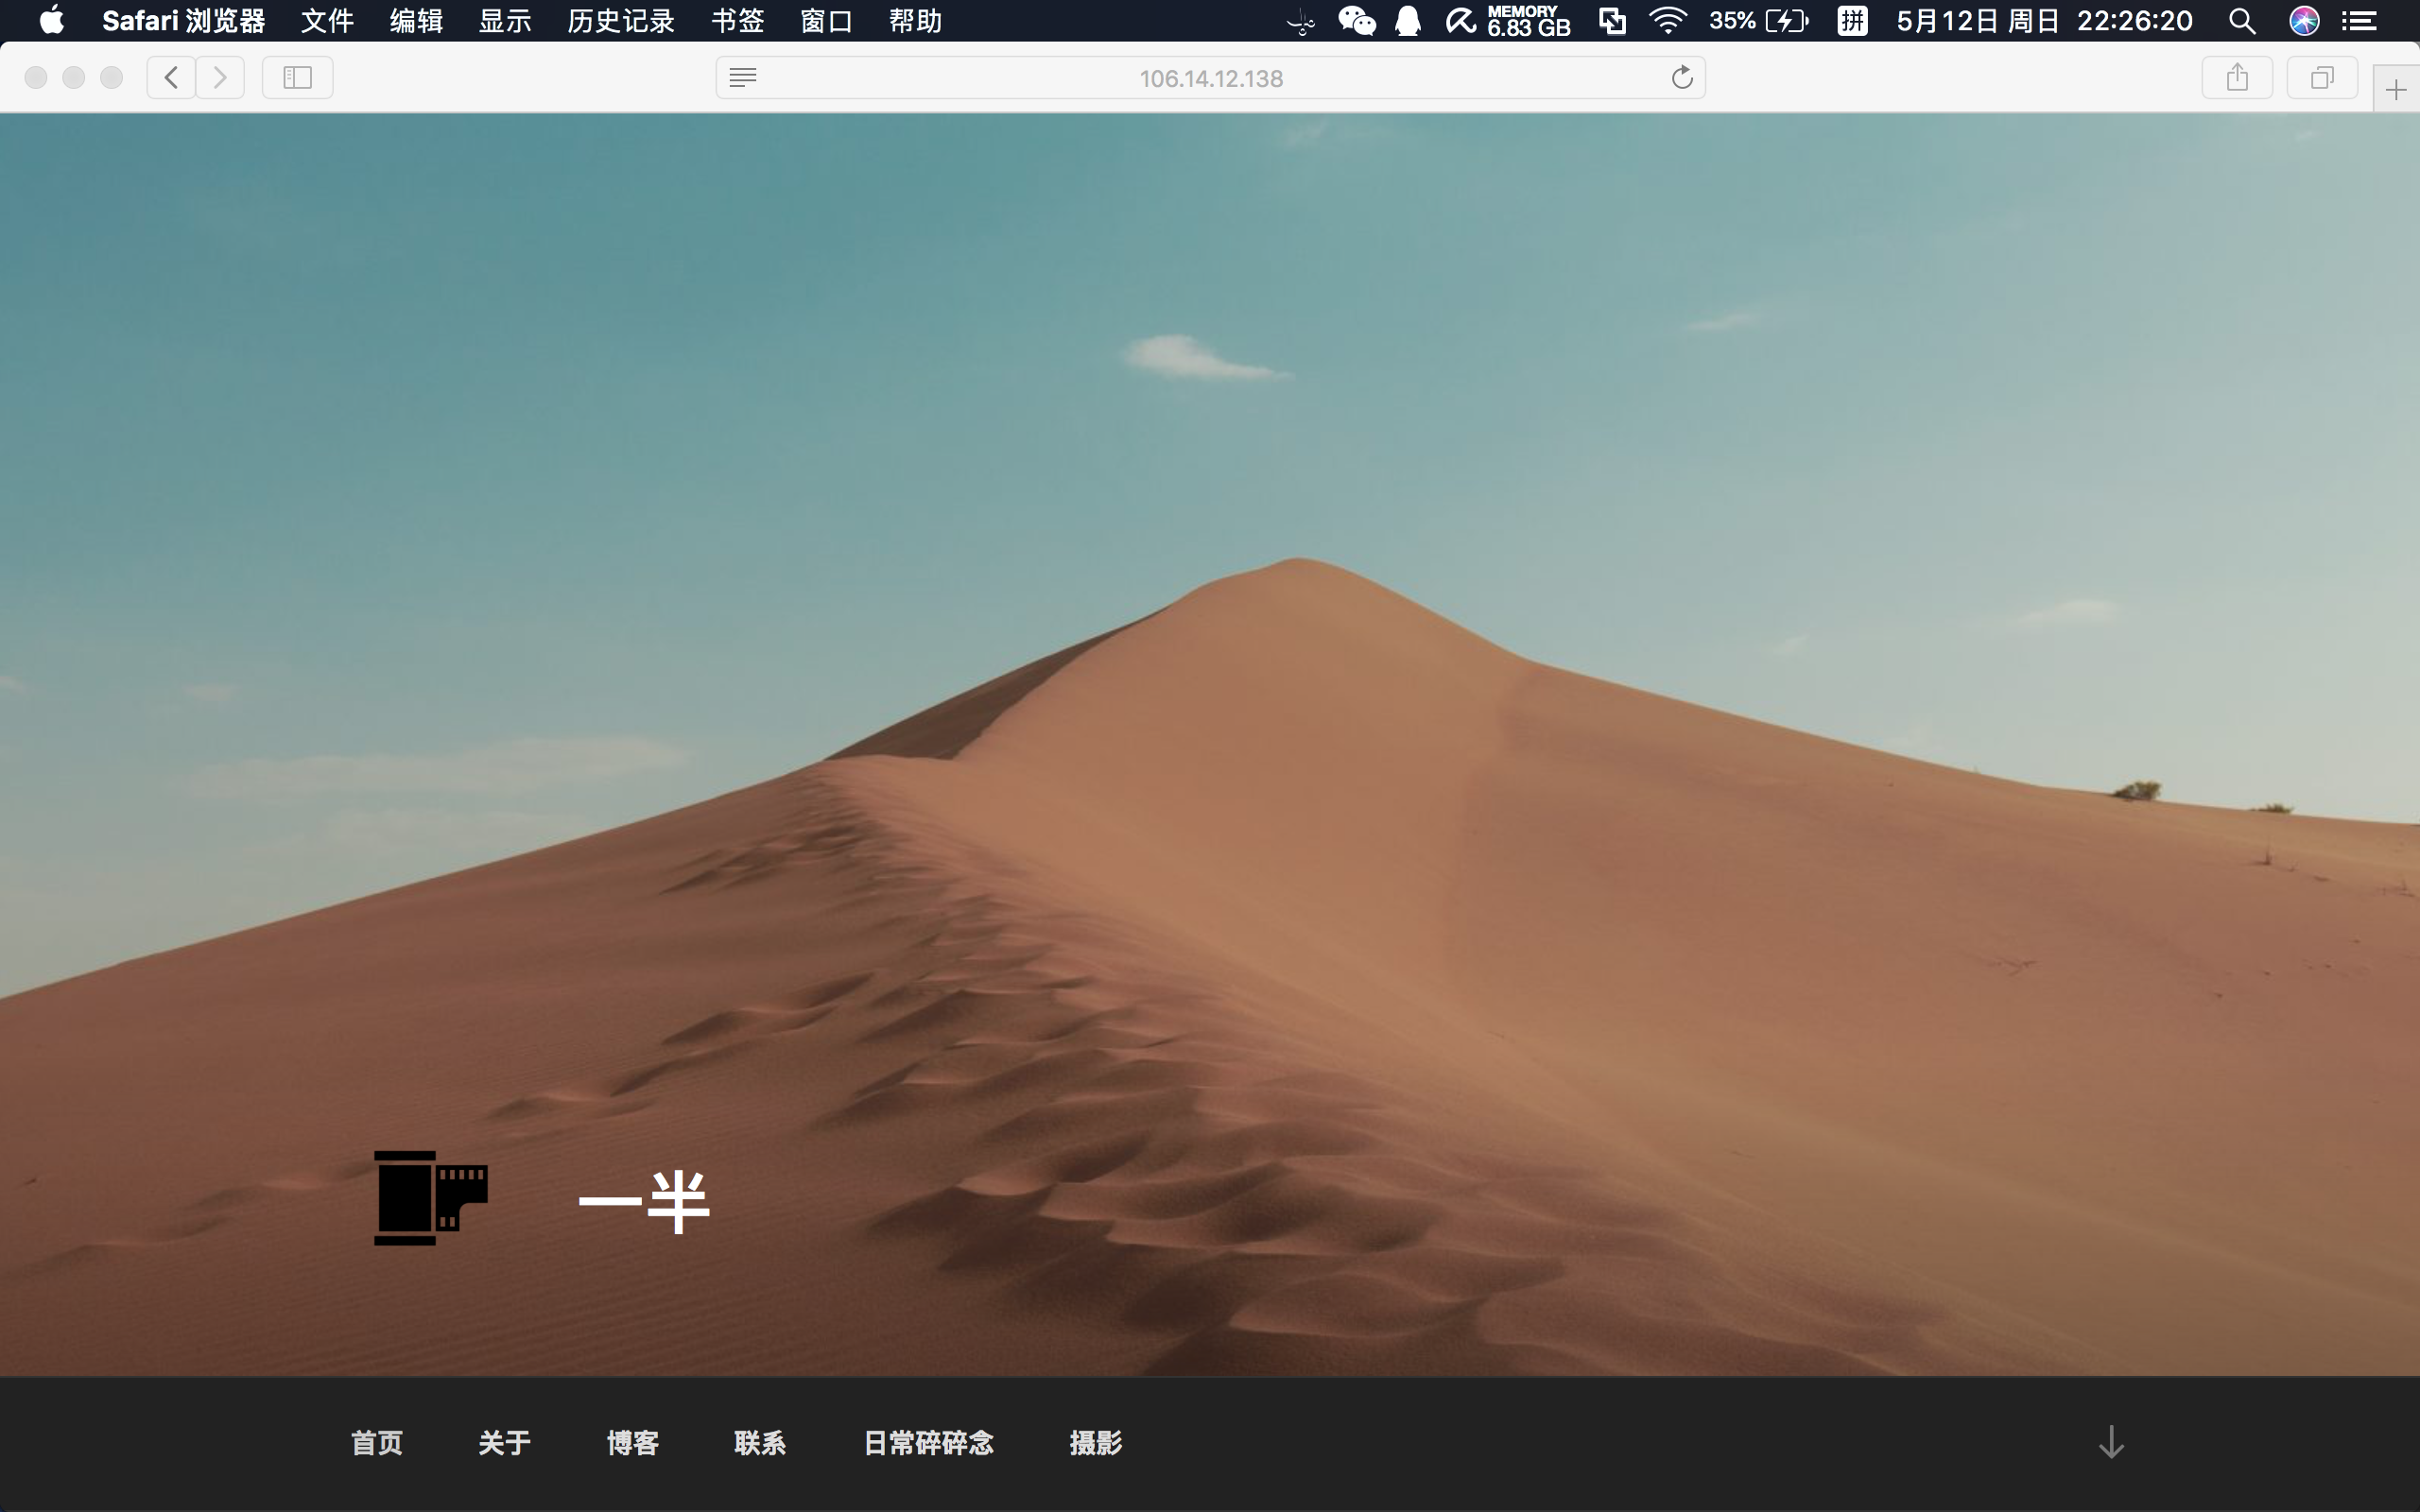 Safari 浏览器 文件 编辑 显示 历史记录 书签 窗口 帮助 MEMORY 6.83 GB 35% 拼 5月12日 周日 22:26:20
106.14.12.138
一半
首页 关于 博客 联系 日常碎碎念 摄影